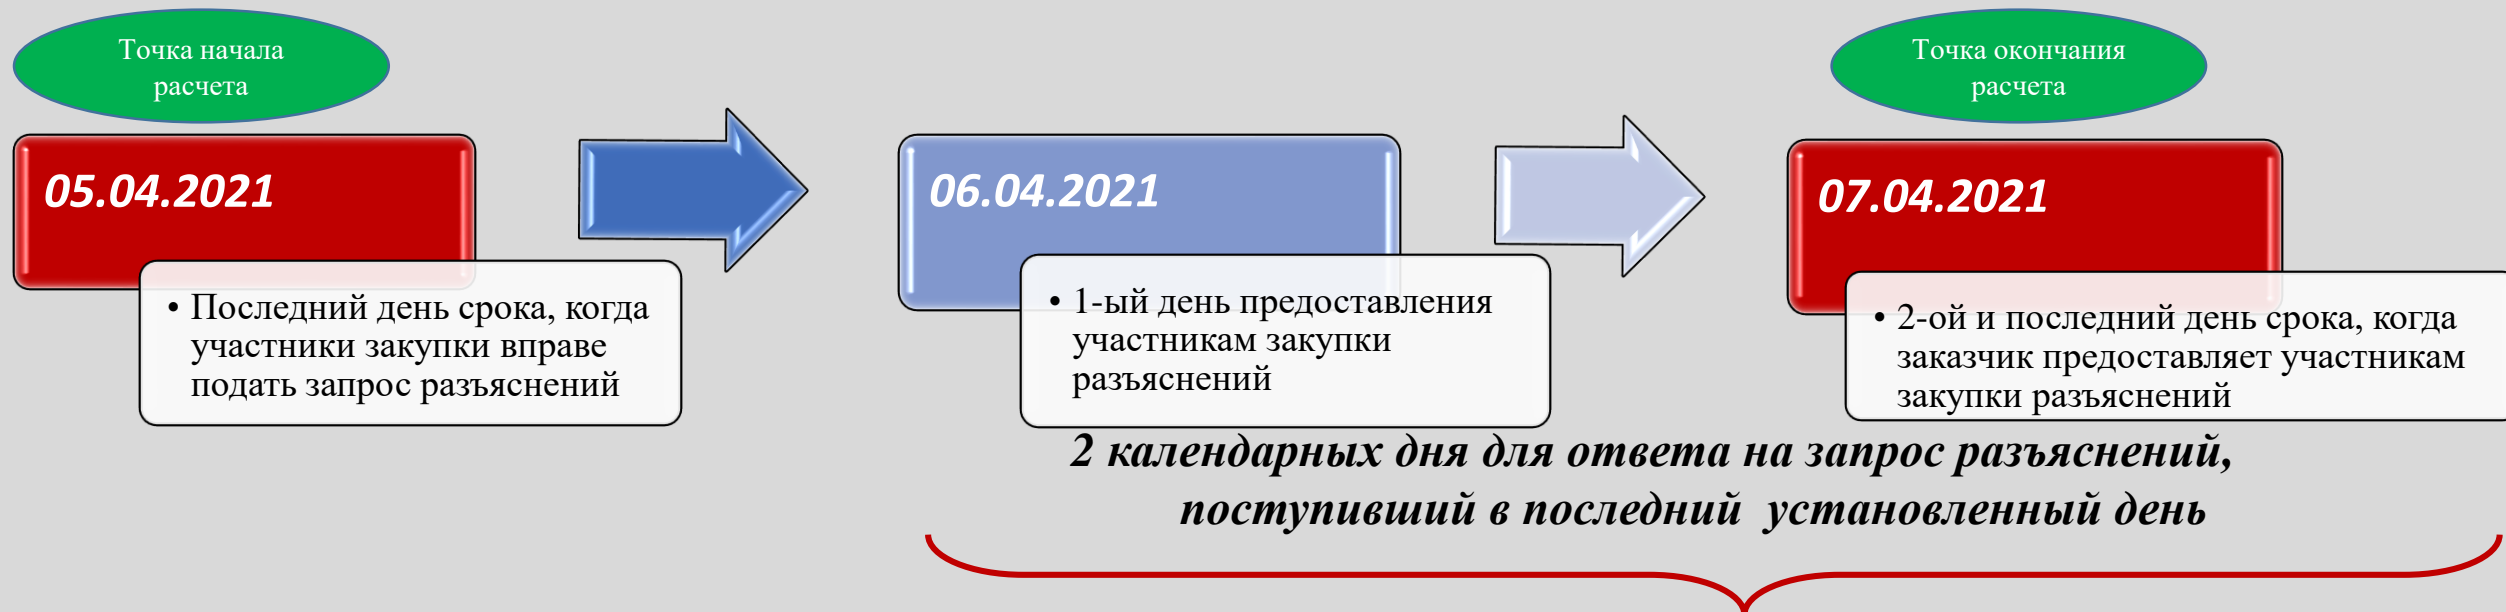 Точка начала
расчета
05.04.2021
• Последний день срока, когда
участники закупки вправе
подать запрос разъяснений
06.04.2021
• 1-ый день предоставления
участникам закупки
разъяснений
Точка окончания
расчета
07.04.2021
• 2-ой и последний день срока, когда
заказчик предоставляет участникам
закупки разъяснений
2 календарных дня для ответа на запрос разъяснений,
поступивший в последний установленный день